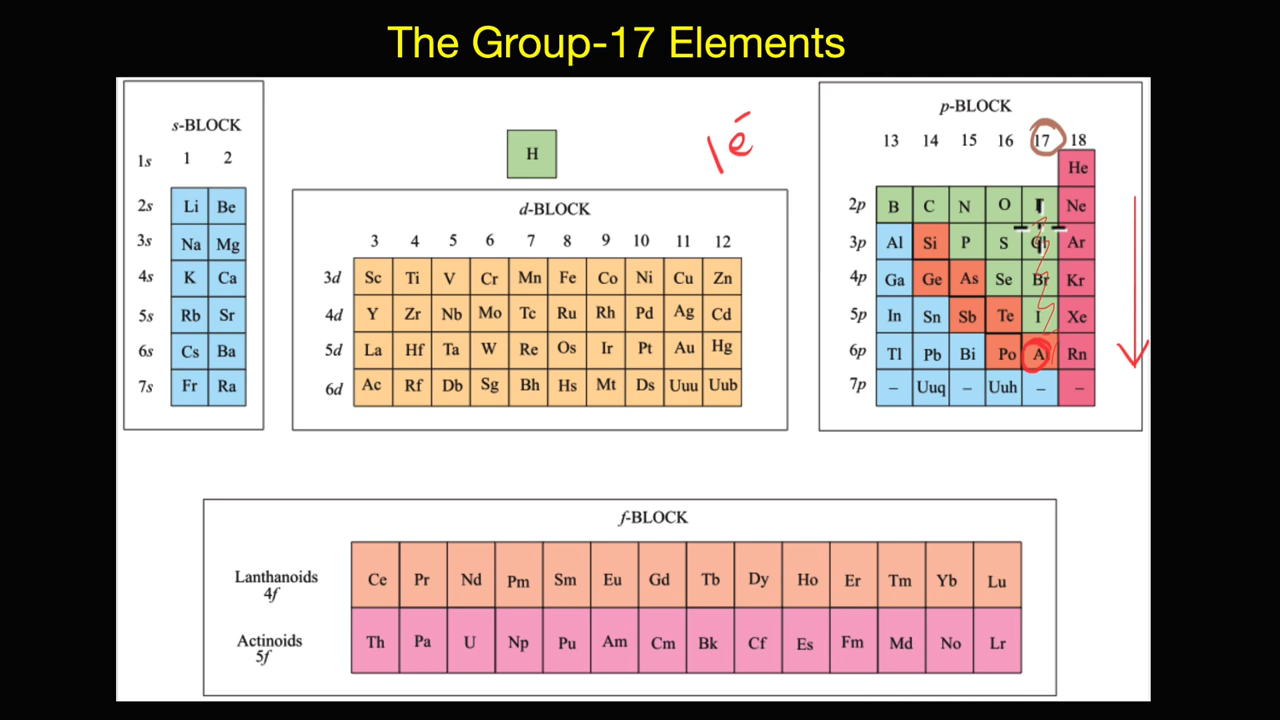 The Group-17 Elements
s-BLOCK
1 2
1s
2s Li Be
3s Na Mg
4s K Ca
5s Rb Sr
6s Cs Ba
7s Fr Ra
H
1é
d-BLOCK
3 4 5 6 7 8 9 10 11 12
3d Sc Ti V Cr Mn Fe Co Ni Cu Zn
4d Y Zr Nb Mo Tc Ru Rh Pd Ag Cd
5d La Hf Ta W Re Os Ir Pt Au Hg
6d Ac Rf Db Sg Bh Hs Mt Ds Uuu Uub
p-BLOCK
13 14 15 16 17 18
He
2p B C N O Ne
3p Al Si P S Ar
4p Ga Ge As Se Br Kr
5p In Sn Sb Te I Xe
6p Tl Pb Bi Po Rn
7p – Uuq – Uuh – –
f-BLOCK
Lanthanoids
4f
Ce Pr Nd Pm Sm Eu Gd Tb Dy Ho Er Tm Yb Lu
Actinoids
5f
Th Pa U Np Pu Am Cm Bk Cf Es Fm Md No Lr